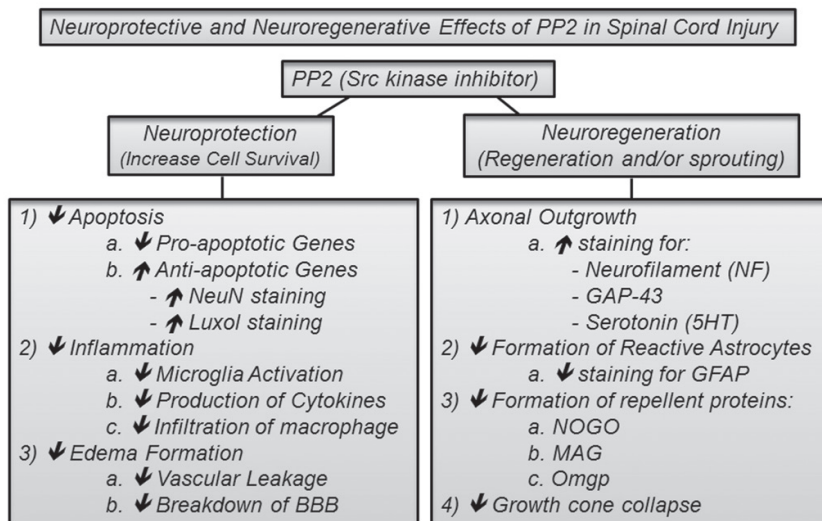 Neuroprotective and Neuroregenerative Effects of PP2 in Spinal Cord Injury
PP2 (Src kinase inhibitor)
Neuroprotection
(Increase Cell Survival)
1) 🡇 Apoptosis
a. 🡇 Pro-apoptotic Genes
b. 🡅 Anti-apoptotic Genes
- 🡅 NeuN staining
- 🡅 Luxol staining
2) 🡇 Inflammation
a. 🡇 Microglia Activation
b. 🡇 Production of Cytokines
c. 🡇 Infiltration of macrophage
3) 🡇 Edema Formation
a. 🡇 Vascular Leakage
b. 🡇 Breakdown of BBB
Neuroregeneration
(Regeneration and/or sprouting)
1) Axonal Outgrowth
a. 🡅 staining for:
- Neurofilament (NF)
- GAP-43
- Serotonin (5HT)
2) 🡇 Formation of Reactive Astrocytes
a. 🡇 staining for GFAP
3) 🡇 Formation of repellent proteins:
a. NOGO
b. MAG
c. Omgp
4) 🡇 Growth cone collapse